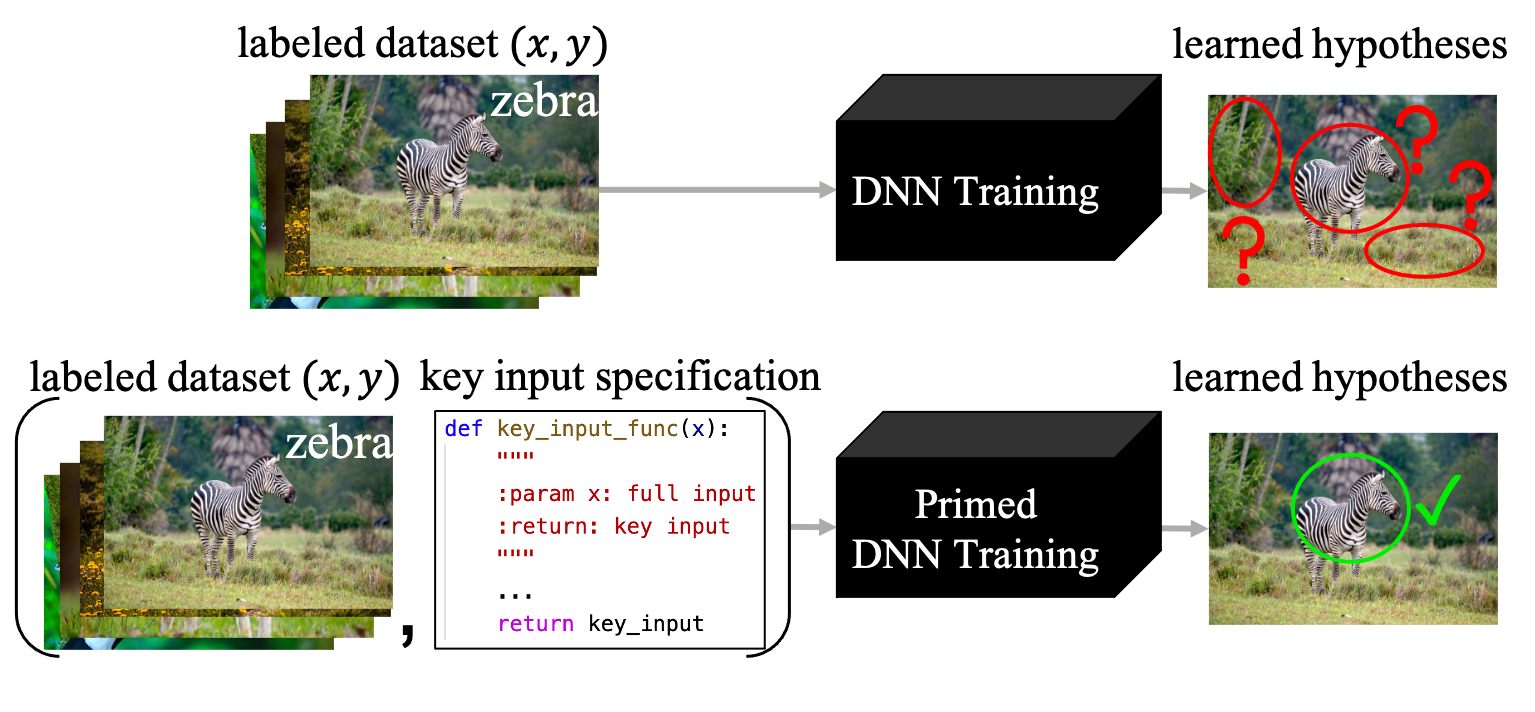 labeled dataset (x, y)
learned hypotheses
zebra
DNN Training
?
?
?
labeled dataset (x, y)
key input specification
learned hypotheses
zebra
,
def key_input_func(x):
"""
:param x: full input
:return: key input
"""
...
return key_input
Primed
DNN Training